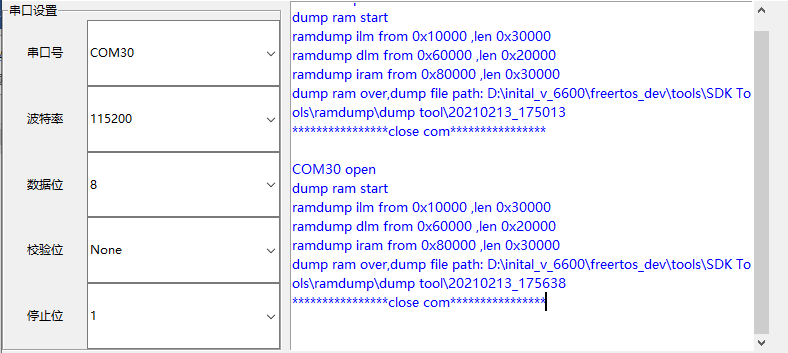 串口设置
串口号
COM30
波特率
115200
数据位
8
校验位
None
停止位
1
dump ram start
ramdump ilm from 0x10000 ,len 0x30000
ramdump dlm from 0x60000 ,len 0x20000
ramdump iram from 0x80000 ,len 0x30000
dump ram over,dump file path: D:\inital_v_6600\freertos_dev\tools\SDK To
ols\ramdump\dump tool\20210213_175013
****************close com****************
COM30 open
dump ram start
ramdump ilm from 0x10000 ,len 0x30000
ramdump dlm from 0x60000 ,len 0x20000
ramdump iram from 0x80000 ,len 0x30000
dump ram over,dump file path: D:\inital_v_6600\freertos_dev\tools\SDK To
ols\ramdump\dump tool\20210213_175638
****************close com****************